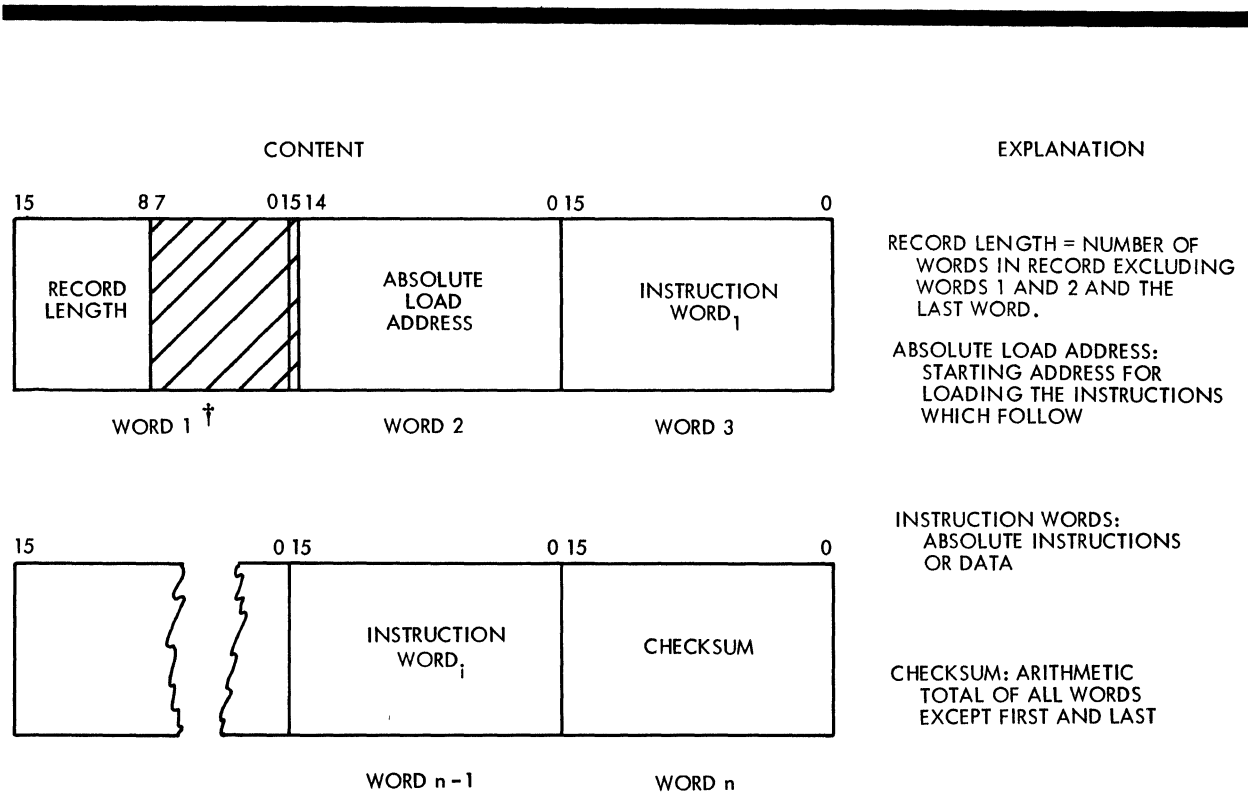 CONTENT
EXPLANATION
15 8 7 0 15 14 0 15 0
RECORD
LENGTH
ABSOLUTE
LOAD
ADDRESS
INSTRUCTION
WORD1
WORD 1 †
WORD 2
WORD 3
RECORD LENGTH = NUMBER OF
WORDS IN RECORD EXCLUDING
WORDS 1 AND 2 AND THE
LAST WORD.
ABSOLUTE LOAD ADDRESS:
STARTING ADDRESS FOR
LOADING THE INSTRUCTIONS
WHICH FOLLOW
15 0 15 0 15 0
INSTRUCTION
WORDi
CHECKSUM
WORD n-1
WORD n
INSTRUCTION WORDS:
ABSOLUTE INSTRUCTIONS
OR DATA
CHECKSUM: ARITHMETIC
TOTAL OF ALL WORDS
EXCEPT FIRST AND LAST